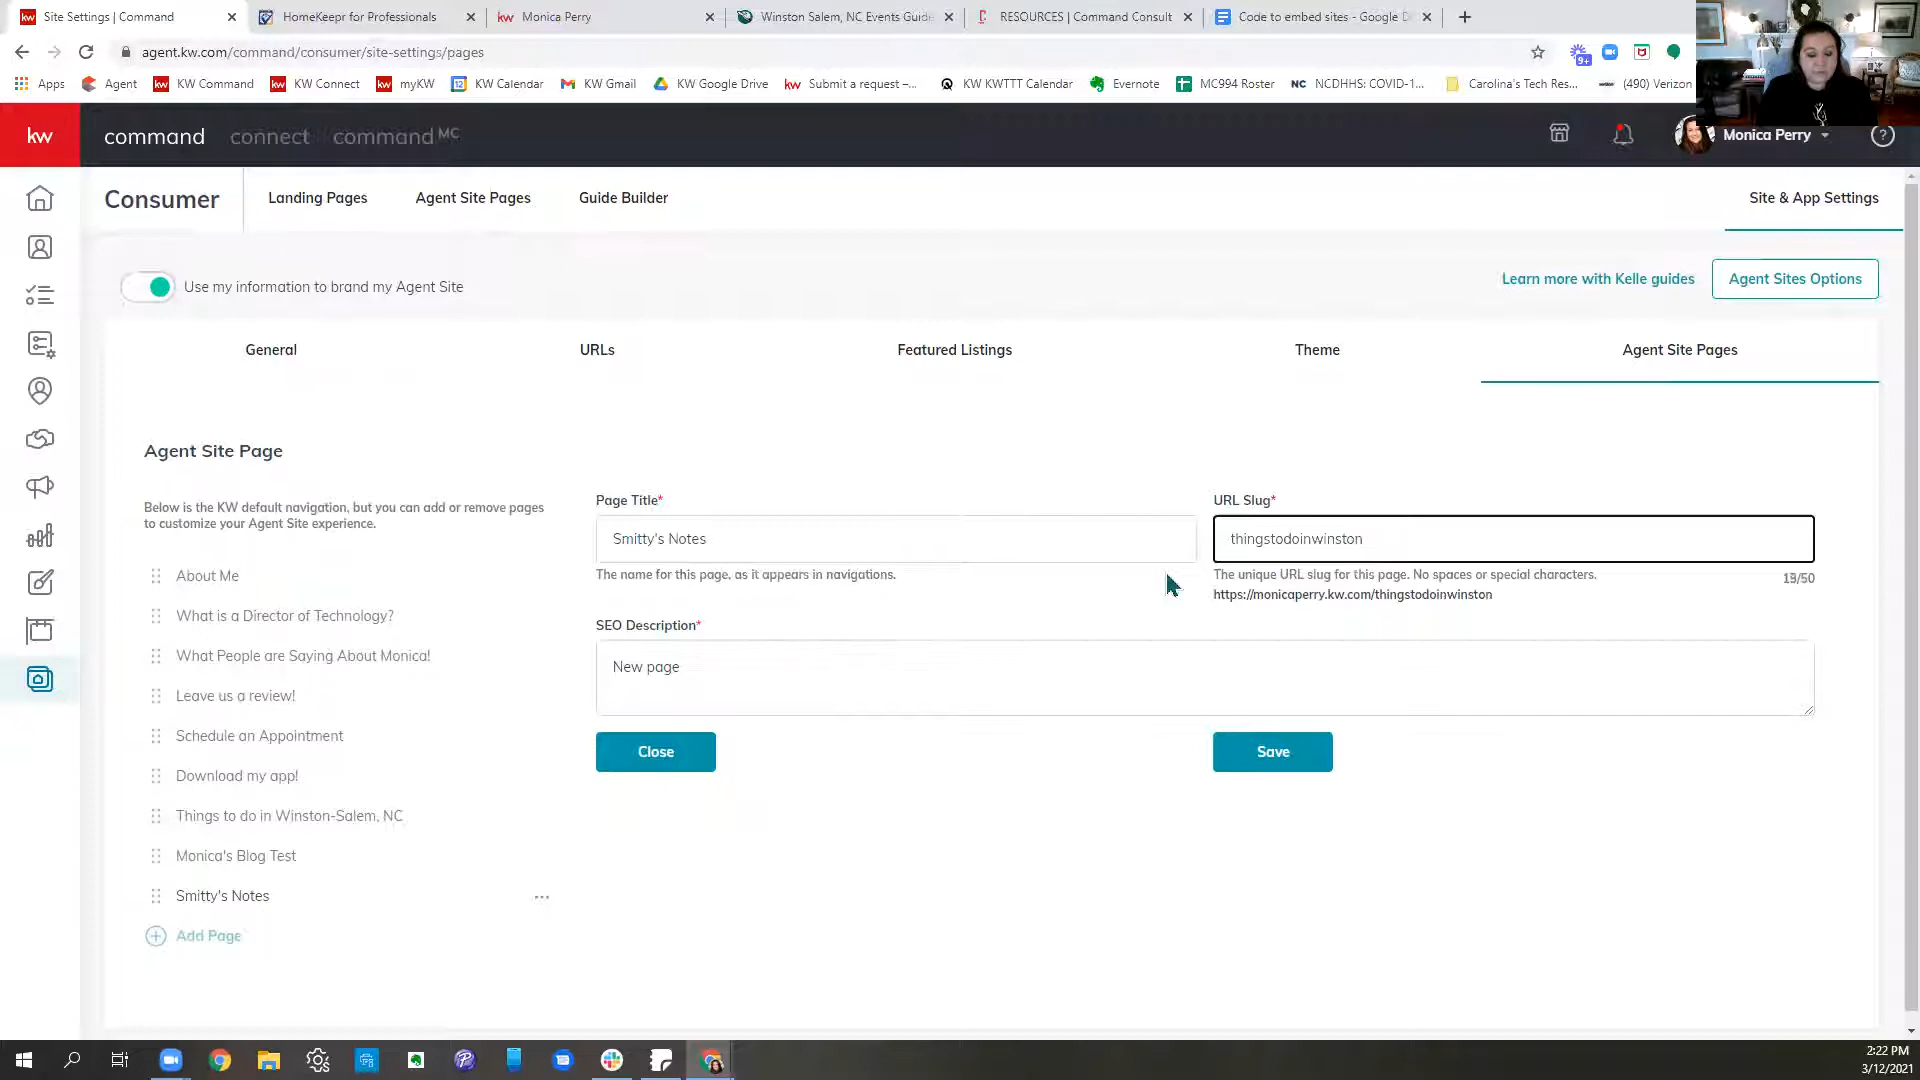 Site Settings | Command
HomeKeepr for Professionals
kw Monica Perry
Winston Salem, NC Events Guide
RESOURCES | Command Consult
Code to embed sites - Google D
agent.kw.com/command/consumer/site-settings/pages
9+
Apps
Agent
kw KW Command
kw KW Connect
kw myKW
12 KW Calendar
KW Gmail
KW Google Drive
kw Submit a request –...
KW KWTTT Calendar
Evernote
MC994 Roster
NC NCDHHS: COVID-1...
Carolina's Tech Res...
(490) Verizon
kw
command
connect
command MC
Monica Perry
?
Consumer
Landing Pages
Agent Site Pages
Guide Builder
Site & App Settings
Use my information to brand my Agent Site
Learn more with Kelle guides
Agent Sites Options
General
URLs
Featured Listings
Theme
Agent Site Pages
Agent Site Page
Below is the KW default navigation, but you can add or remove pages
to customize your Agent Site experience.
About Me
What is a Director of Technology?
What People are Saying About Monica!
Leave us a review!
Schedule an Appointment
Download my app!
Things to do in Winston-Salem, NC
Monica's Blog Test
Smitty's Notes
Add Page
Page Title*
Smitty's Notes
The name for this page, as it appears in navigations.
URL Slug*
thingstodoinwinston
The unique URL slug for this page. No spaces or special characters.
https://monicaperry.kw.com/thingstodoinwinston
SEO Description*
New page
Close
Save
2:22 PM
3/12/2021